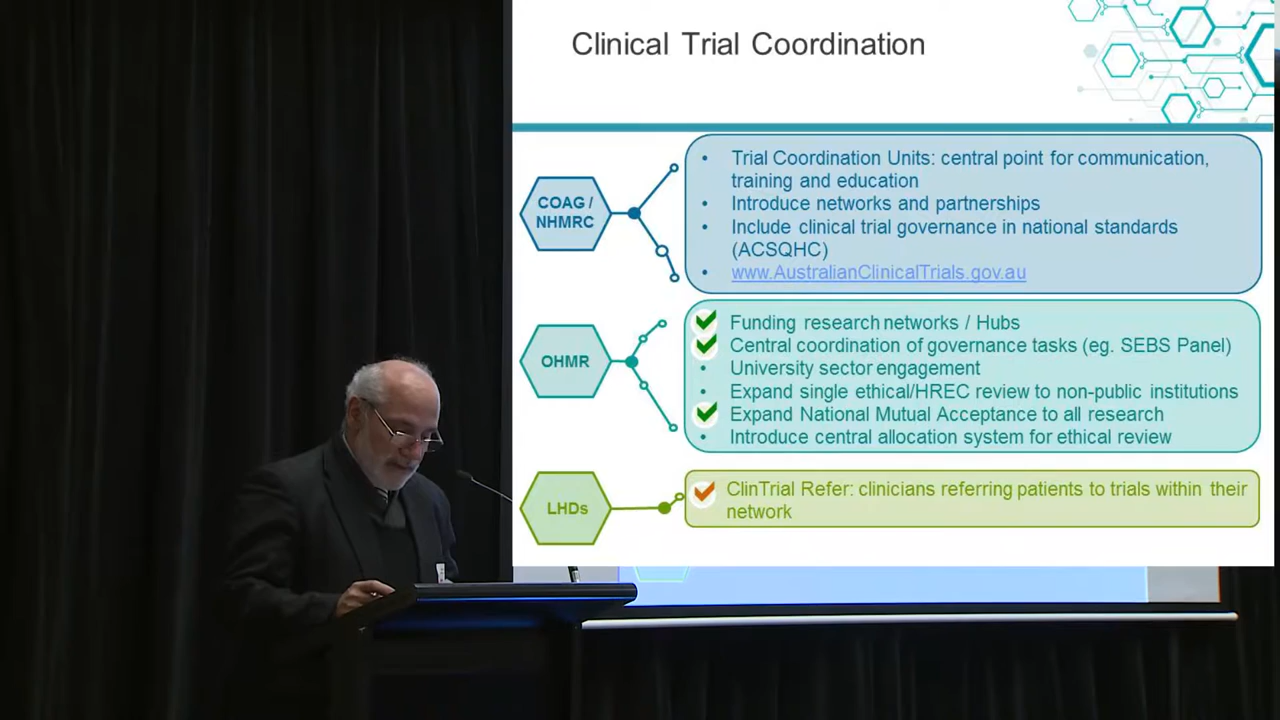 Clinical Trial Coordination
COAG /
NHMRC
• Trial Coordination Units: central point for communication,
training and education
• Introduce networks and partnerships
• Include clinical trial governance in national standards
(ACSQHC)
• www.AustralianClinicalTrials.gov.au
OHMR
Funding research networks / Hubs
Central coordination of governance tasks (eg. SEBS Panel)
• University sector engagement
• Expand single ethical/HREC review to non-public institutions
Expand National Mutual Acceptance to all research
• Introduce central allocation system for ethical review
LHDs
ClinTrial Refer: clinicians referring patients to trials within their
network